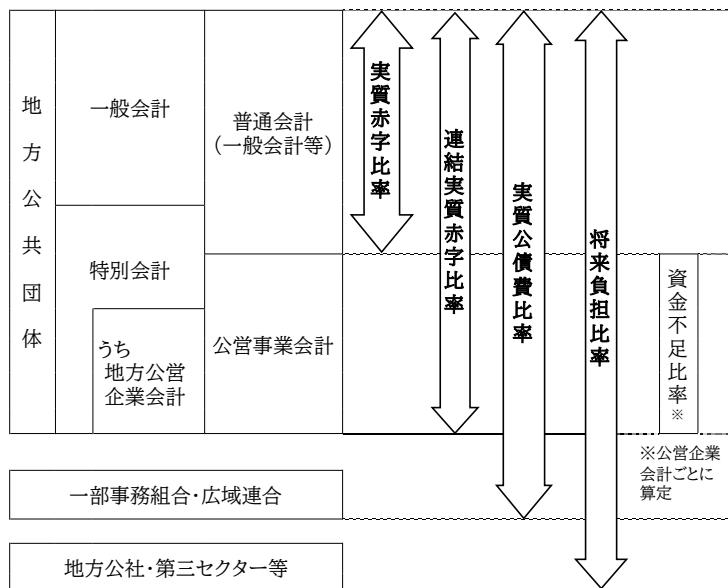 地方公共団体
一般会計
特別会計
うち
地方公営
企業会計
普通会計
（一般会計等）
公営事業会計
実質赤字比率
連結実質赤字比率
実質公債費比率
将来負担比率
資金不足比率※
※公営企業
会計ごとに
算定
一部事務組合・広域連合
地方公社・第三セクター等